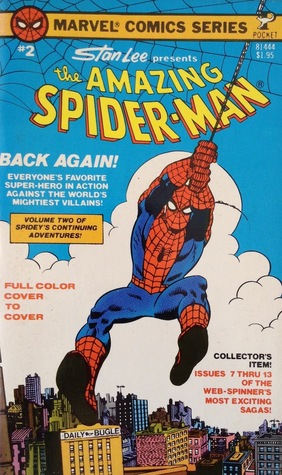 MARVEL® COMICS SERIES
#2
POCKET
81444
$1.95
Stan Lee presents
the AMAZING
SPIDER-MAN®
BACK AGAIN!
EVERYONE'S FAVORITE
SUPER-HERO IN ACTION
AGAINST THE WORLD'S
MIGHTIEST VILLAINS!
VOLUME TWO OF
SPIDEY'S CONTINUING
ADVENTURES!
FULL COLOR
COVER
TO
COVER
COLLECTOR'S
ITEM!
ISSUES 7 THRU 13
OF THE
WEB-SPINNER'S
MOST EXCITING
SAGAS!
DAILY BUGLE